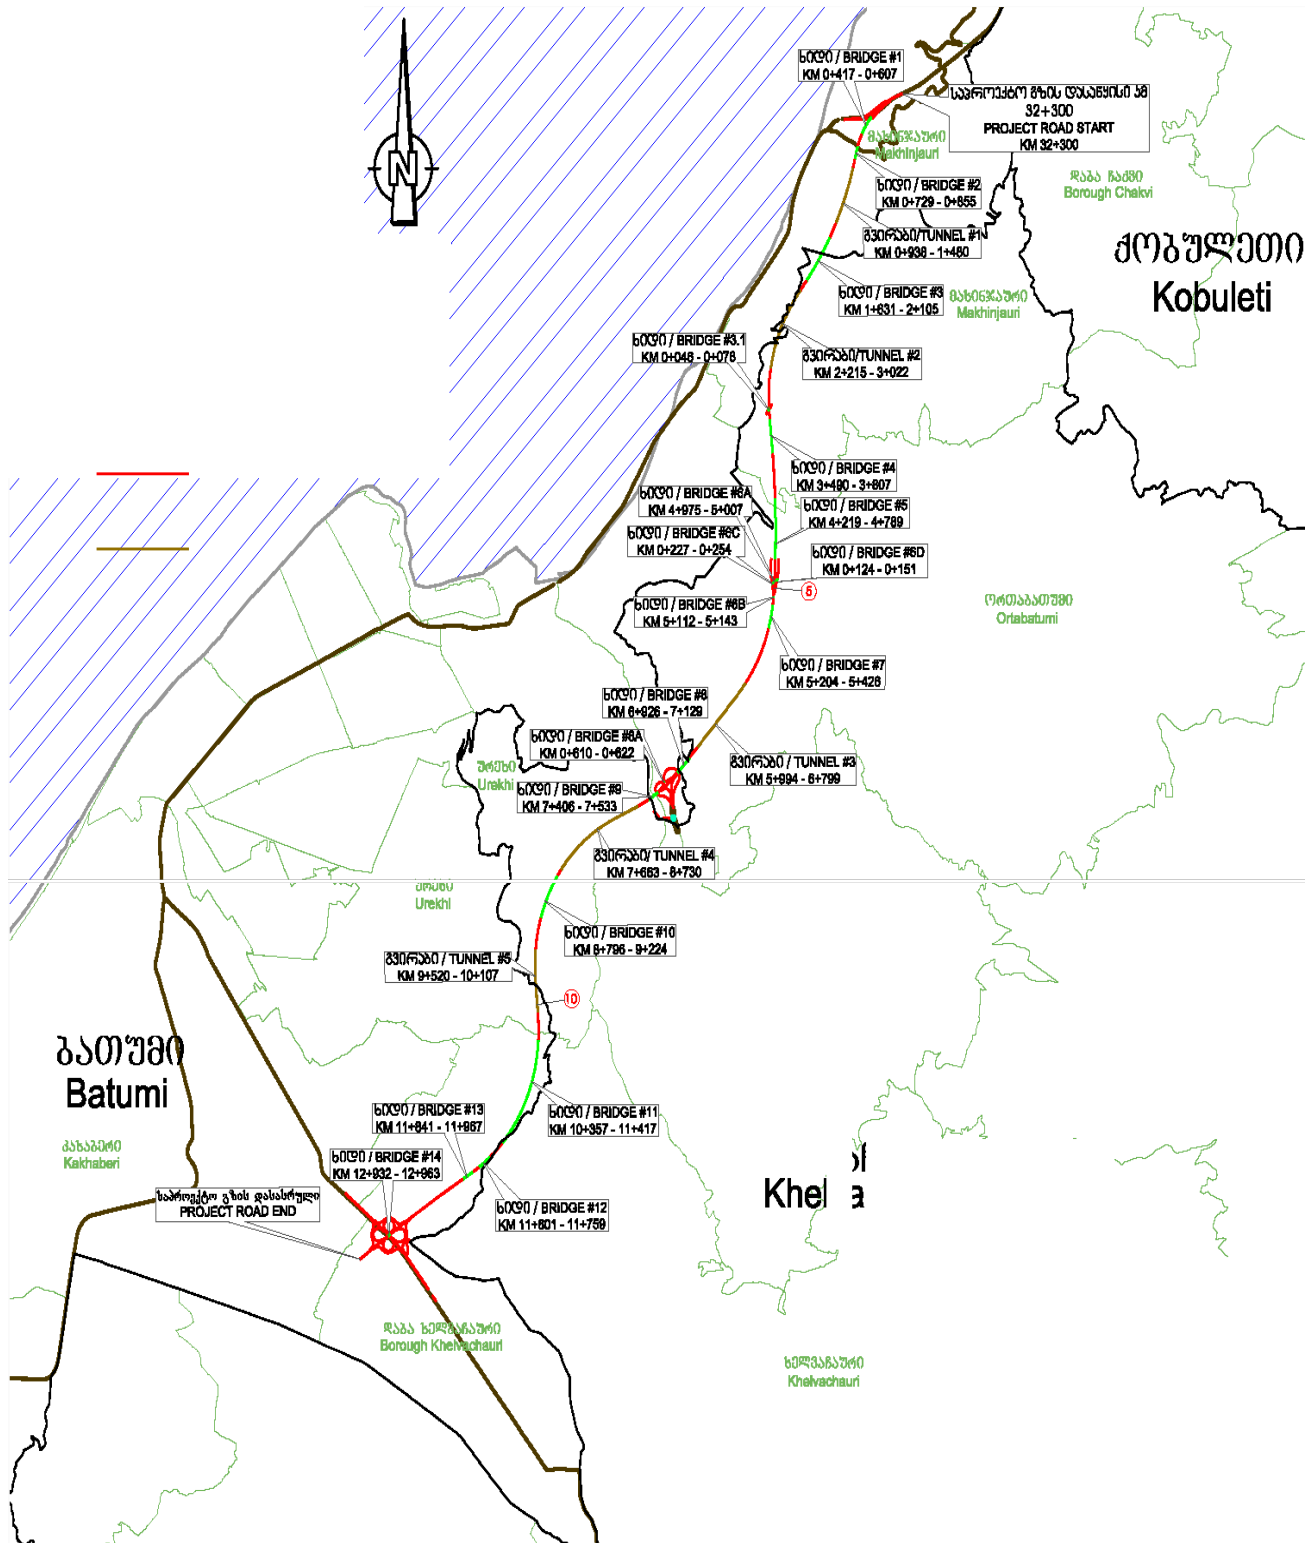 ხიდი / BRIDGE #1
KM 0+417 - 0+607
საპროექტო გზის დასაწყისი კმ
32+300
PROJECT ROAD START
KM 32+300
მახინჯაური
Makhinjauri
N
ხიდი / BRIDGE #2
KM 0+729 - 0+855
დაბა ჩაქვი
Borough Chakvi
გვირაბი/TUNNEL #1
KM 0+938 - 1+480
ქობულეთი
Kobuleti
ხიდი / BRIDGE #3
KM 1+631 - 2+105
მახინჯაური
Makhinjauri
ხიდი / BRIDGE #3.1
KM 0+046 - 0+076
გვირაბი/TUNNEL #2
KM 2+215 - 3+022
ხიდი / BRIDGE #4
KM 3+490 - 3+807
ხიდი / BRIDGE #6A
KM 4+975 - 5+007
ხიდი / BRIDGE #5
KM 4+219 - 4+789
ხიდი / BRIDGE #6C
KM 0+227 - 0+254
ხიდი / BRIDGE #6D
KM 0+124 - 0+151
5
ხიდი / BRIDGE #6B
KM 5+112 - 5+143
ორთაბათუმი
Ortabatumi
ხიდი / BRIDGE #7
KM 5+204 - 5+426
ხიდი / BRIDGE #8
KM 6+926 - 7+129
ხიდი / BRIDGE #8A
KM 0+610 - 0+622
გვირაბი / TUNNEL #3
KM 5+994 - 6+799
ურეხი
Urekhi
ხიდი / BRIDGE #9
KM 7+406 - 7+533
გვირაბი/ TUNNEL #4
KM 7+663 - 8+730
ურეხი
Urekhi
ხიდი / BRIDGE #10
KM 8+796 - 9+224
გვირაბი / TUNNEL #5
KM 9+520 - 10+107
10
ბათუმი
Batumi
ხიდი / BRIDGE #13
KM 11+841 - 11+967
ხიდი / BRIDGE #11
KM 10+357 - 11+417
კახაბერი
Kakhaberi
ხიდი / BRIDGE #14
KM 12+932 - 12+963
საპროექტო გზის დასასრული
PROJECT ROAD END
ხიდი / BRIDGE #12
KM 11+601 - 11+759
დაბა ხელვაჩაური
Borough Khelvachauri
ხელვაჩაური
Khelvachauri